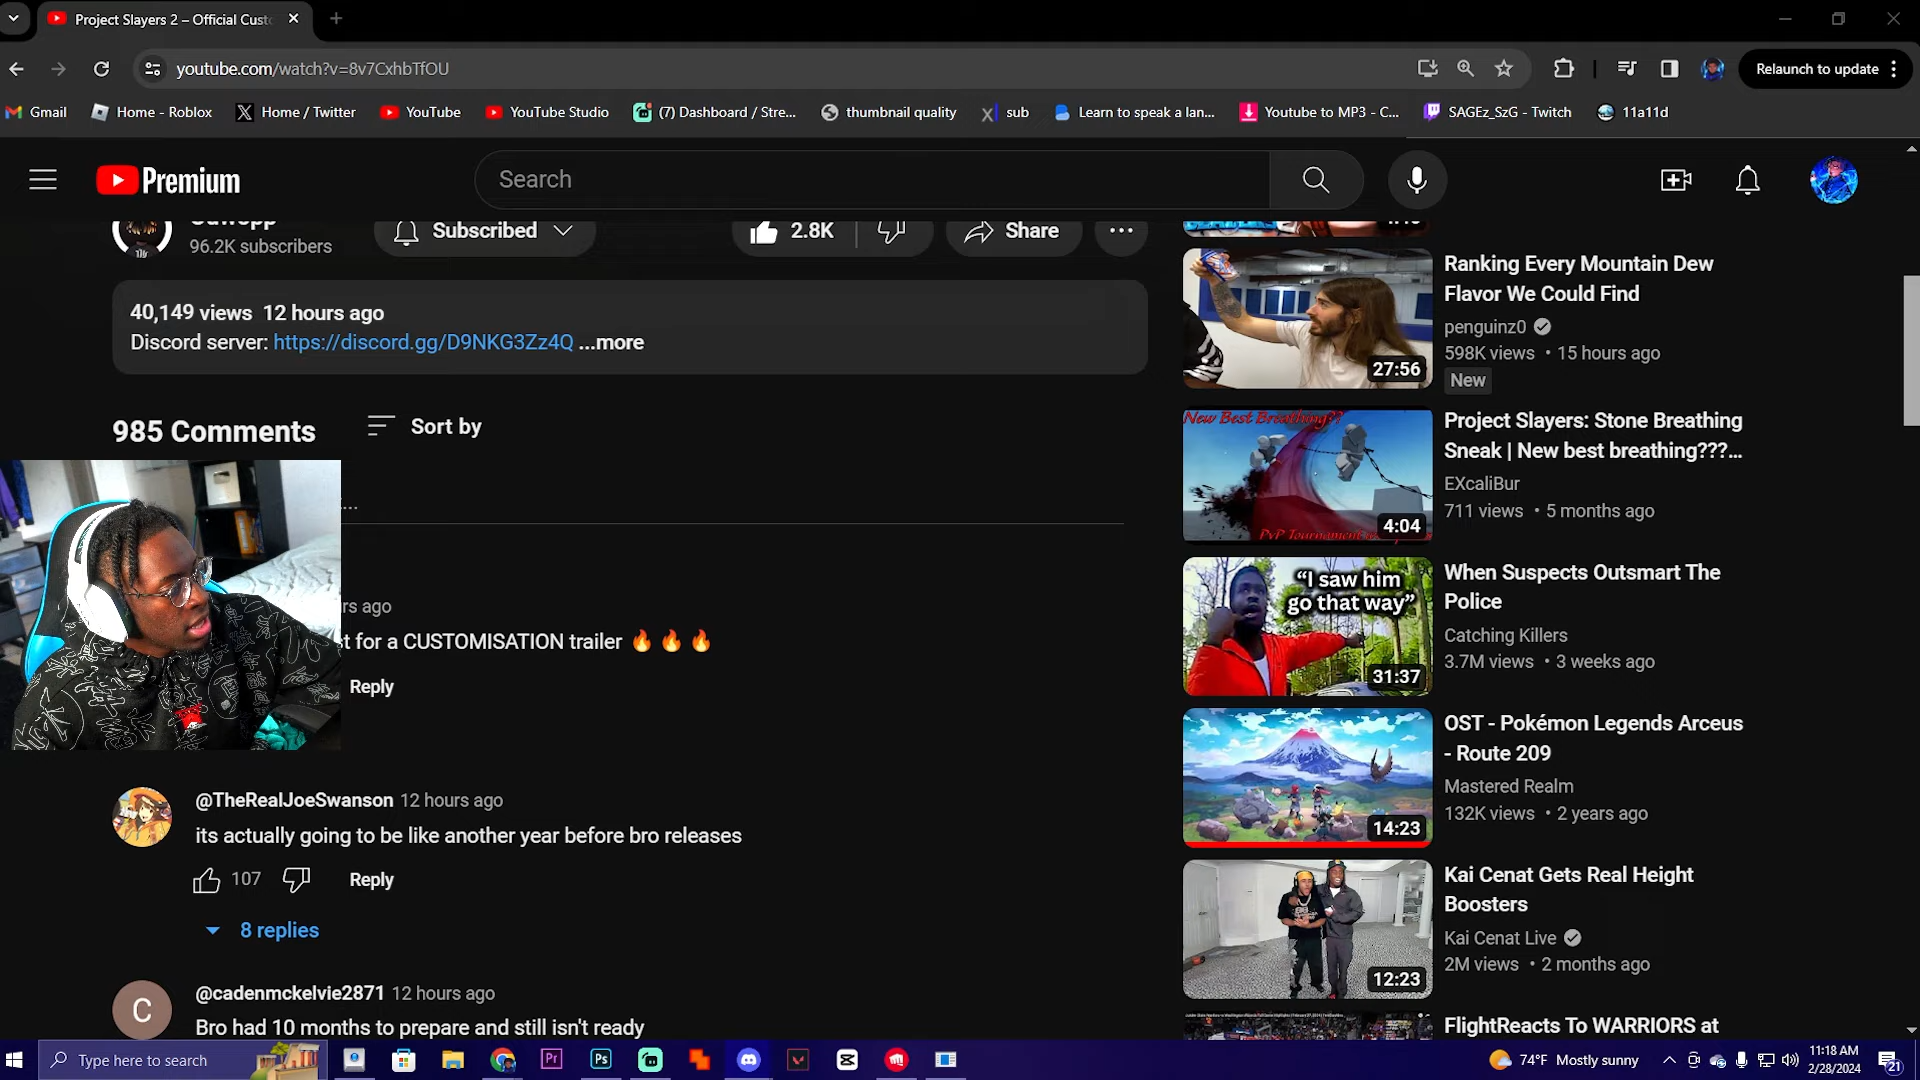 Project Slayers 2 – Official Cust
youtube.com/watch?v=8v7CxhbTfOU
Relaunch to update
Gmail
Home - Roblox
Home / Twitter
YouTube
YouTube Studio
(7) Dashboard / Stre...
thumbnail quality
sub
Learn to speak a lan...
Youtube to MP3 - C...
SAGEz_SzG - Twitch
11a11d
Premium
Search
96.2K subscribers
Subscribed
2.8K
Share
40,149 views 12 hours ago
Discord server: https://discord.gg/D9NKG3Zz4Q ...more
985 Comments
Sort by
...
rs ago
st for a CUSTOMISATION trailer 🔥 🔥 🔥
Reply
@TheRealJoeSwanson 12 hours ago
its actually going to be like another year before bro releases
107
Reply
8 replies
C
@cadenmckelvie2871 12 hours ago
Bro had 10 months to prepare and still isn't ready
27:56
Ranking Every Mountain Dew
Flavor We Could Find
penguinz0
598K views • 15 hours ago
New
New Best Breathing??
PvP Tournament
4:04
Project Slayers: Stone Breathing
Sneak | New best breathing???...
EXcaliBur
711 views • 5 months ago
"I saw him
go that way"
31:37
When Suspects Outsmart The
Police
Catching Killers
3.7M views • 3 weeks ago
14:23
OST - Pokémon Legends Arceus
- Route 209
Mastered Realm
132K views • 2 years ago
12:23
Kai Cenat Gets Real Height
Boosters
Kai Cenat Live
2M views • 2 months ago
FlightReacts To WARRIORS at
Type here to search
Pr
Ps
74°F Mostly sunny
11:18 AM
2/28/2024
21